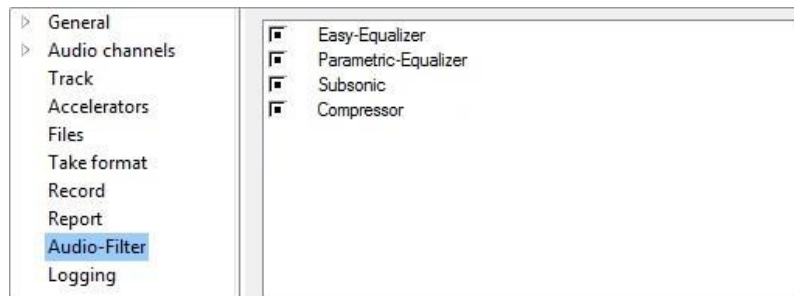 General
Audio channels
Track
Accelerators
Files
Take format
Record
Report
Audio-Filter
Logging
Easy-Equalizer
Parametric-Equalizer
Subsonic
Compressor